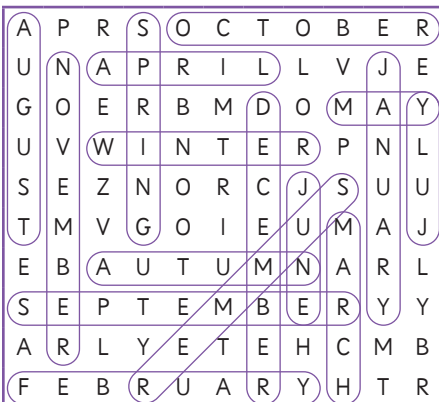 A P R S O C T O B E R
U N A P R I L L V J E
G O E R B M D O M A Y
U V W I N T E R P N L
S E Z N O R C J S U U
T M V G O I E U M A J
E B A U T U M N A R L
S E P T E M B E R Y Y
A R L Y E T E H C M B
F E B R U A R Y H T R